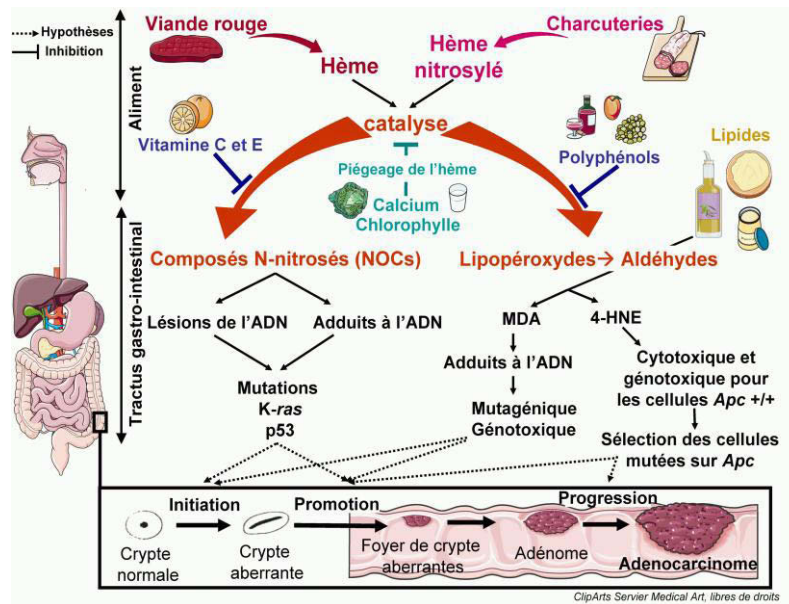 Hypothèses
Inhibition
Aliment
Tractus gastro-intestinal
Viande rouge
Charcuteries
Hème
Hème
nitrosylé
catalyse
Vitamine C et E
Piégeage de l'hème
Calcium
Chlorophylle
Polyphénols
Lipides
Composés N-nitrosés (NOCs)
Lipopéroxydes→ Aldéhydes
Lésions de l'ADN
Adduits à l'ADN
Mutations
K-ras
p53
MDA
Adduits à l'ADN
Mutagénique
Génotoxique
4-HNE
Cytotoxique et
génotoxique pour
les cellules Apc +/+
Sélection des cellules
mutées sur Apc
Initiation
Promotion
Progression
Crypte
normale
Crypte
aberrante
Foyer de crypte
aberrantes
Adénome
Adenocarcinome
ClipArts Servier Medical Art, libres de droits